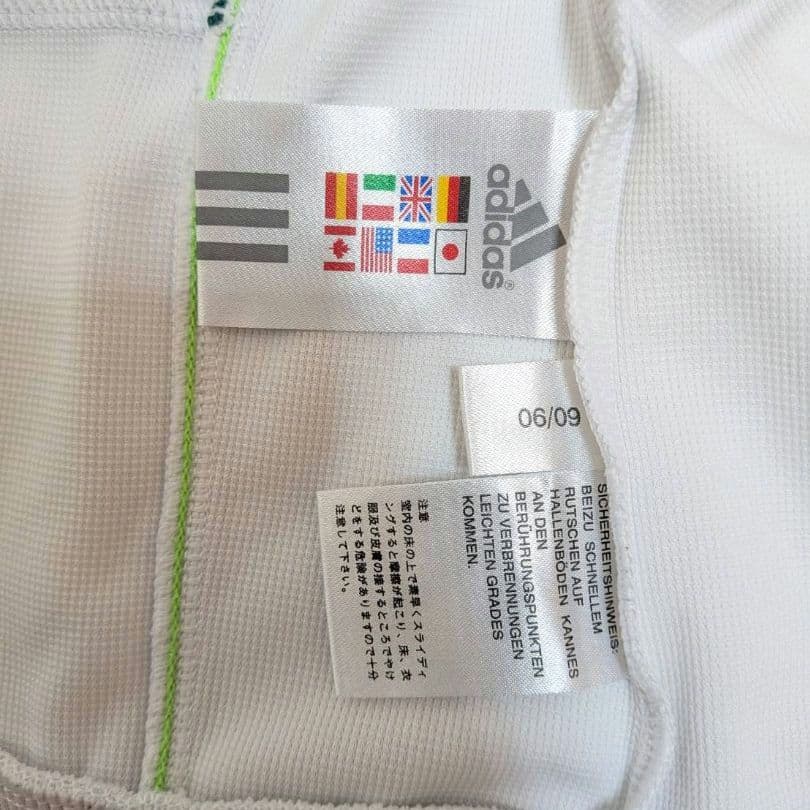 adidas®
06/09
SICHERHEITSHINWEIS:
BEIZU SCHNELLEM
RUTSCHEN AUF
HALLENBÖDEN KANNES
AN DEN
BERÜHRUNGSPUNKTEN
ZU VERBRENNUNGEN
LEICHTEN GRADES
KOMMEN.
注意
室内の床の上で素早くスライディ
ングすると摩擦が起こり、床、衣
服及び皮膚の接するところでやけ
どをする危険がありますので十分
注意して下さい。